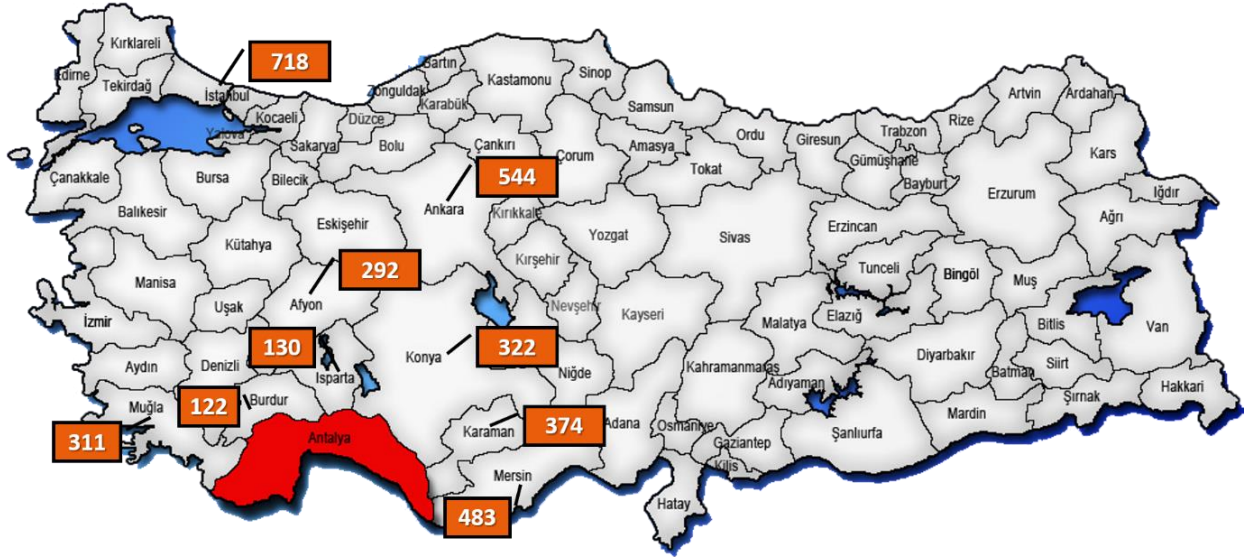 Kırklareli
718
Edirne
Tekirdağ
İstanbul
Kocaeli
Yalova
Sakarya
Düzce
Zonguldak
Bartın
Karabük
Kastamonu
Sinop
Samsun
Çankırı
Bolu
Çorum
Amasya
Tokat
Ordu
Giresun
Trabzon
Gümüşhane
Bayburt
Rize
Artvin
Ardahan
Kars
Iğdır
Ağrı
Erzurum
Erzincan
Çanakkale
Bursa
Bilecik
Balıkesir
Kütahya
Eskişehir
Ankara
544
Kırıkkale
Kırşehir
Yozgat
Sivas
Tunceli
Bingöl
Muş
Manisa
Uşak
Afyon
292
Nevşehir
Kayseri
Malatya
Elazığ
Bitlis
Van
İzmir
Aydın
Denizli
130
Isparta
Konya
322
Niğde
Kahramanmaraş
Adıyaman
Diyarbakır
Batman
Siirt
Şırnak
Hakkari
Muğla
311
122
Burdur
Antalya
Karaman
374
Adana
Osmaniye
Gaziantep
Kilis
Şanlıurfa
Mardin
Mersin
483
Hatay